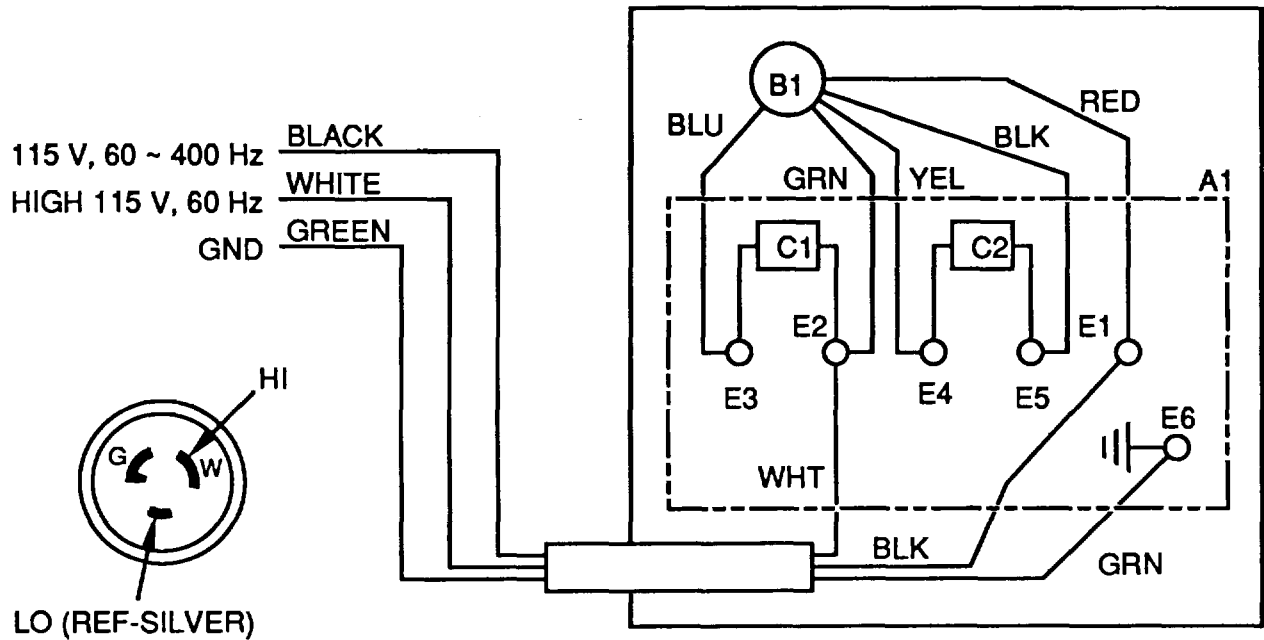 B1
RED
BLU
BLK
BLACK
115 V, 60 ~ 400 Hz
WHITE
GRN
YEL
A1
HIGH 115 V, 60 Hz
GREEN
GND
C1
C2
E2
E1
E3
E4
E5
HI
E6
G
W
WHT
BLK
GRN
LO (REF-SILVER)